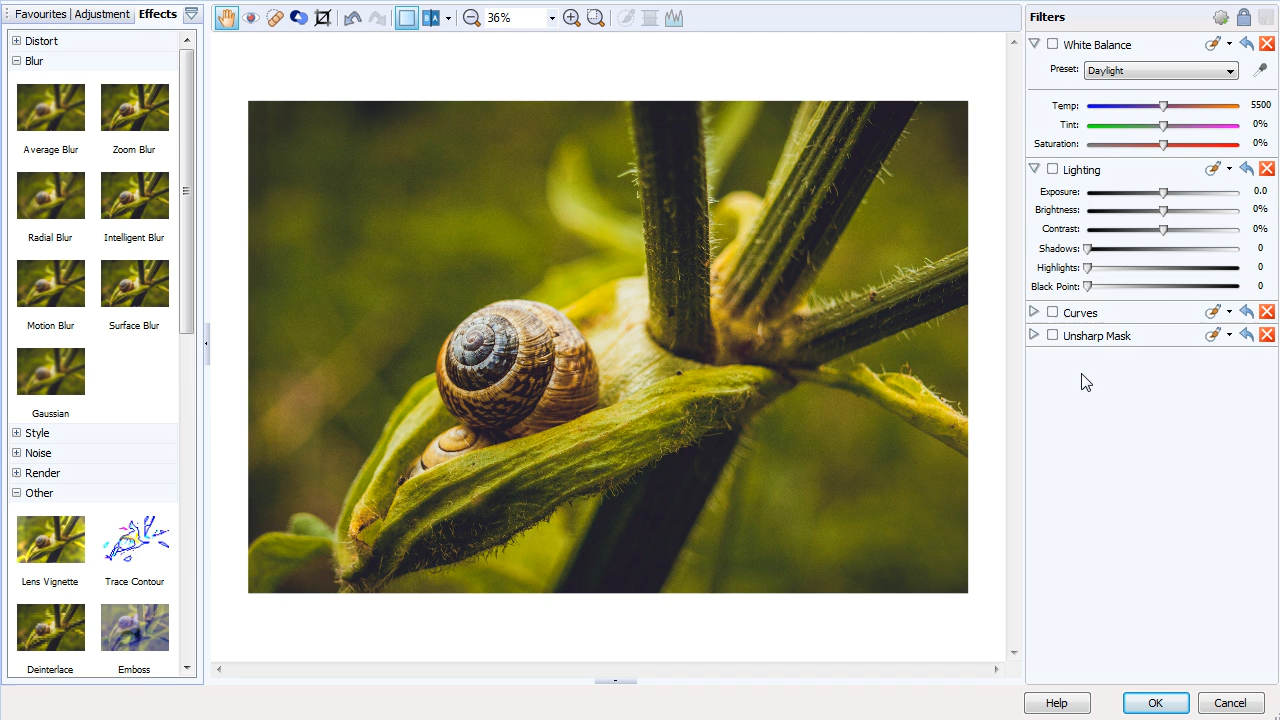 Favourites | Adjustment Effects
36%
Filters
Distort
Blur
Average Blur
Zoom Blur
Radial Blur
Intelligent Blur
Motion Blur
Surface Blur
Gaussian
Style
Noise
Render
Other
Lens Vignette
Trace Contour
Deinterlace
Emboss
B A
White Balance
Preset: Daylight
Temp: 5500
Tint: 0%
Saturation: 0%
Lighting
Exposure: 0.0
Brightness: 0%
Contrast: 0%
Shadows: 0
Highlights: 0
Black Point: 0
Curves
Unsharp Mask
Help
OK
Cancel